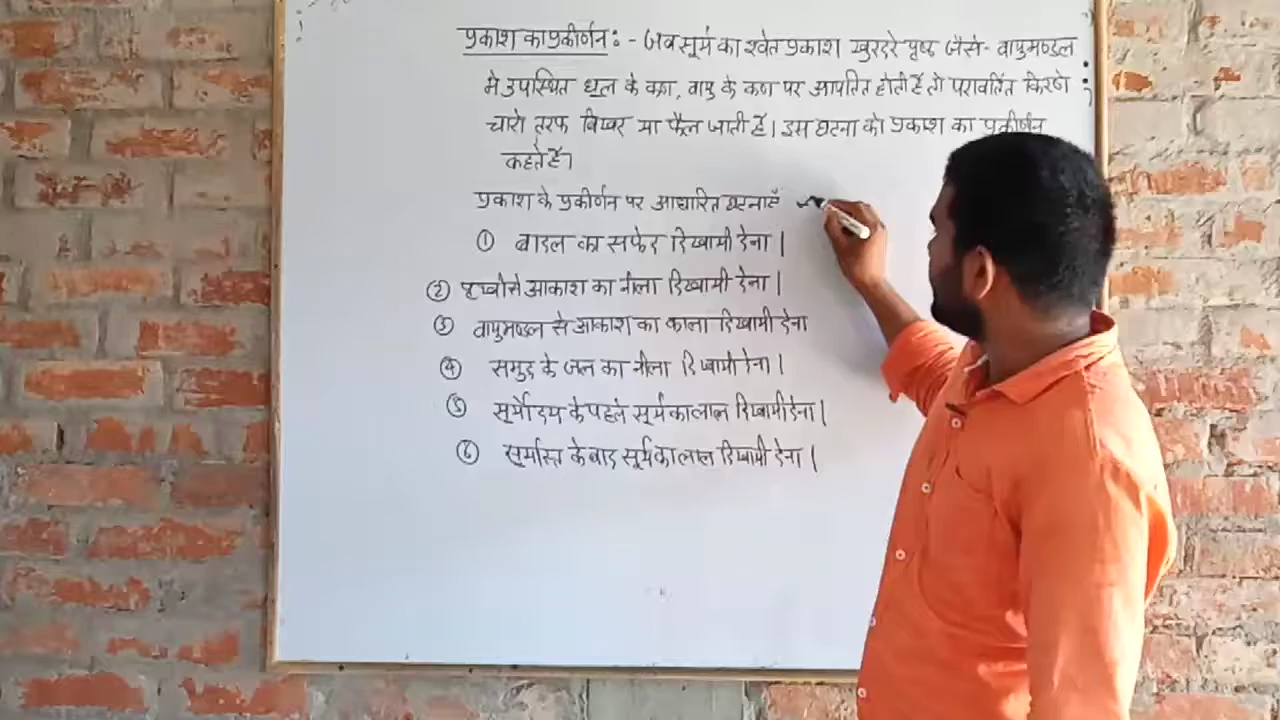 प्रकाश का प्रकीर्णन :- जब सूर्य का श्वेत प्रकाश खुरदरे पृष्ठ जैसे- वायुमण्डल
मे उपस्थित धूल के कण, वायु के कण पर आपतित होती हैं तो परावर्तित किरणे
चारो तरफ बिखर या फैल जाती हैं। इस घटना को प्रकाश का प्रकीर्णन
कहते हैं।
प्रकाश के प्रकीर्णन पर आधारित घटनाएँ
① बादल का सफेद दिखायी देना।
② पृथ्वी से आकाश का नीला दिखायी देना।
③ वायुमण्डल से आकाश का काला दिखायी देना
④ समुद्र के जल का नीला दिखायी देना।
⑤ सूर्योदय के पहले सूर्य का लाल दिखायी देना।
⑥ सूर्यास्त के बाद सूर्य का लाल दिखायी देना।